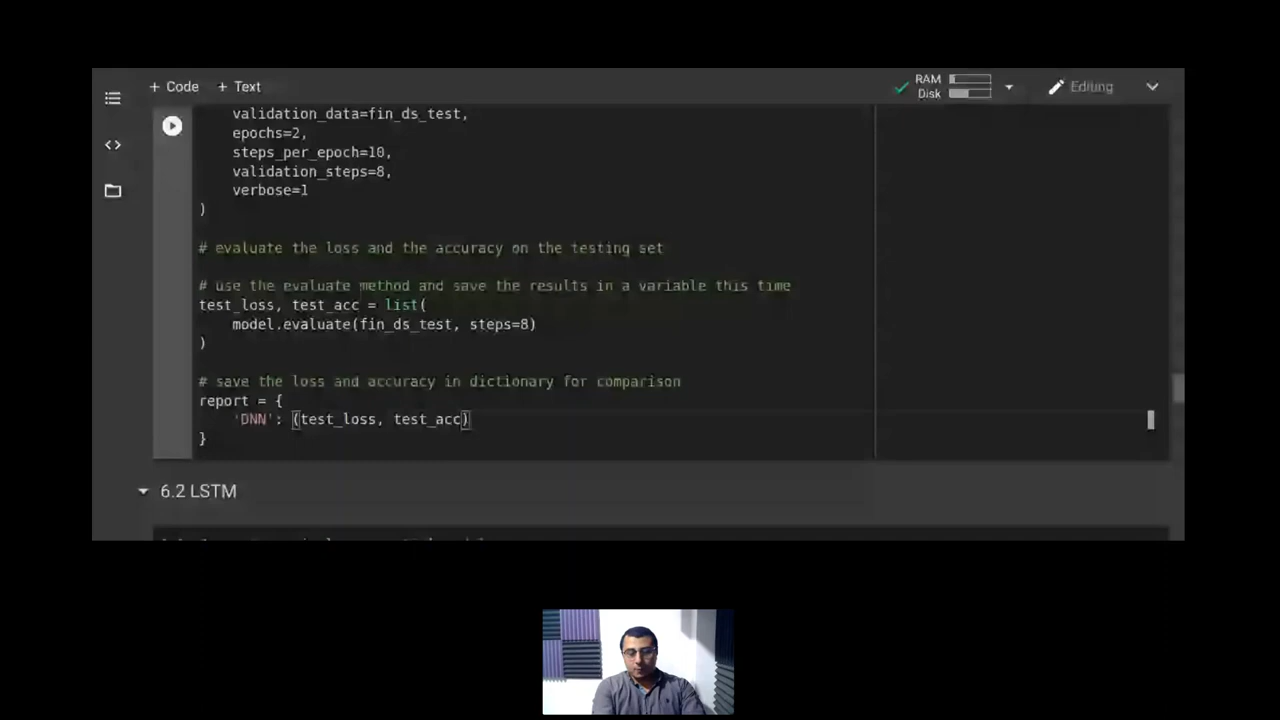 + Code + Text
RAM
Disk
Editing
validation_data=fin_ds_test,
epochs=2,
steps_per_epoch=10,
validation_steps=8,
verbose=1
)
# evaluate the loss and the accuracy on the testing set
# use the evaluate method and save the results in a variable this time
test_loss, test_acc = list(
model.evaluate(fin_ds_test, steps=8)
)
# save the loss and accuracy in dictionary for comparison
report = {
'DNN': (test_loss, test_acc)
}
6.2 LSTM